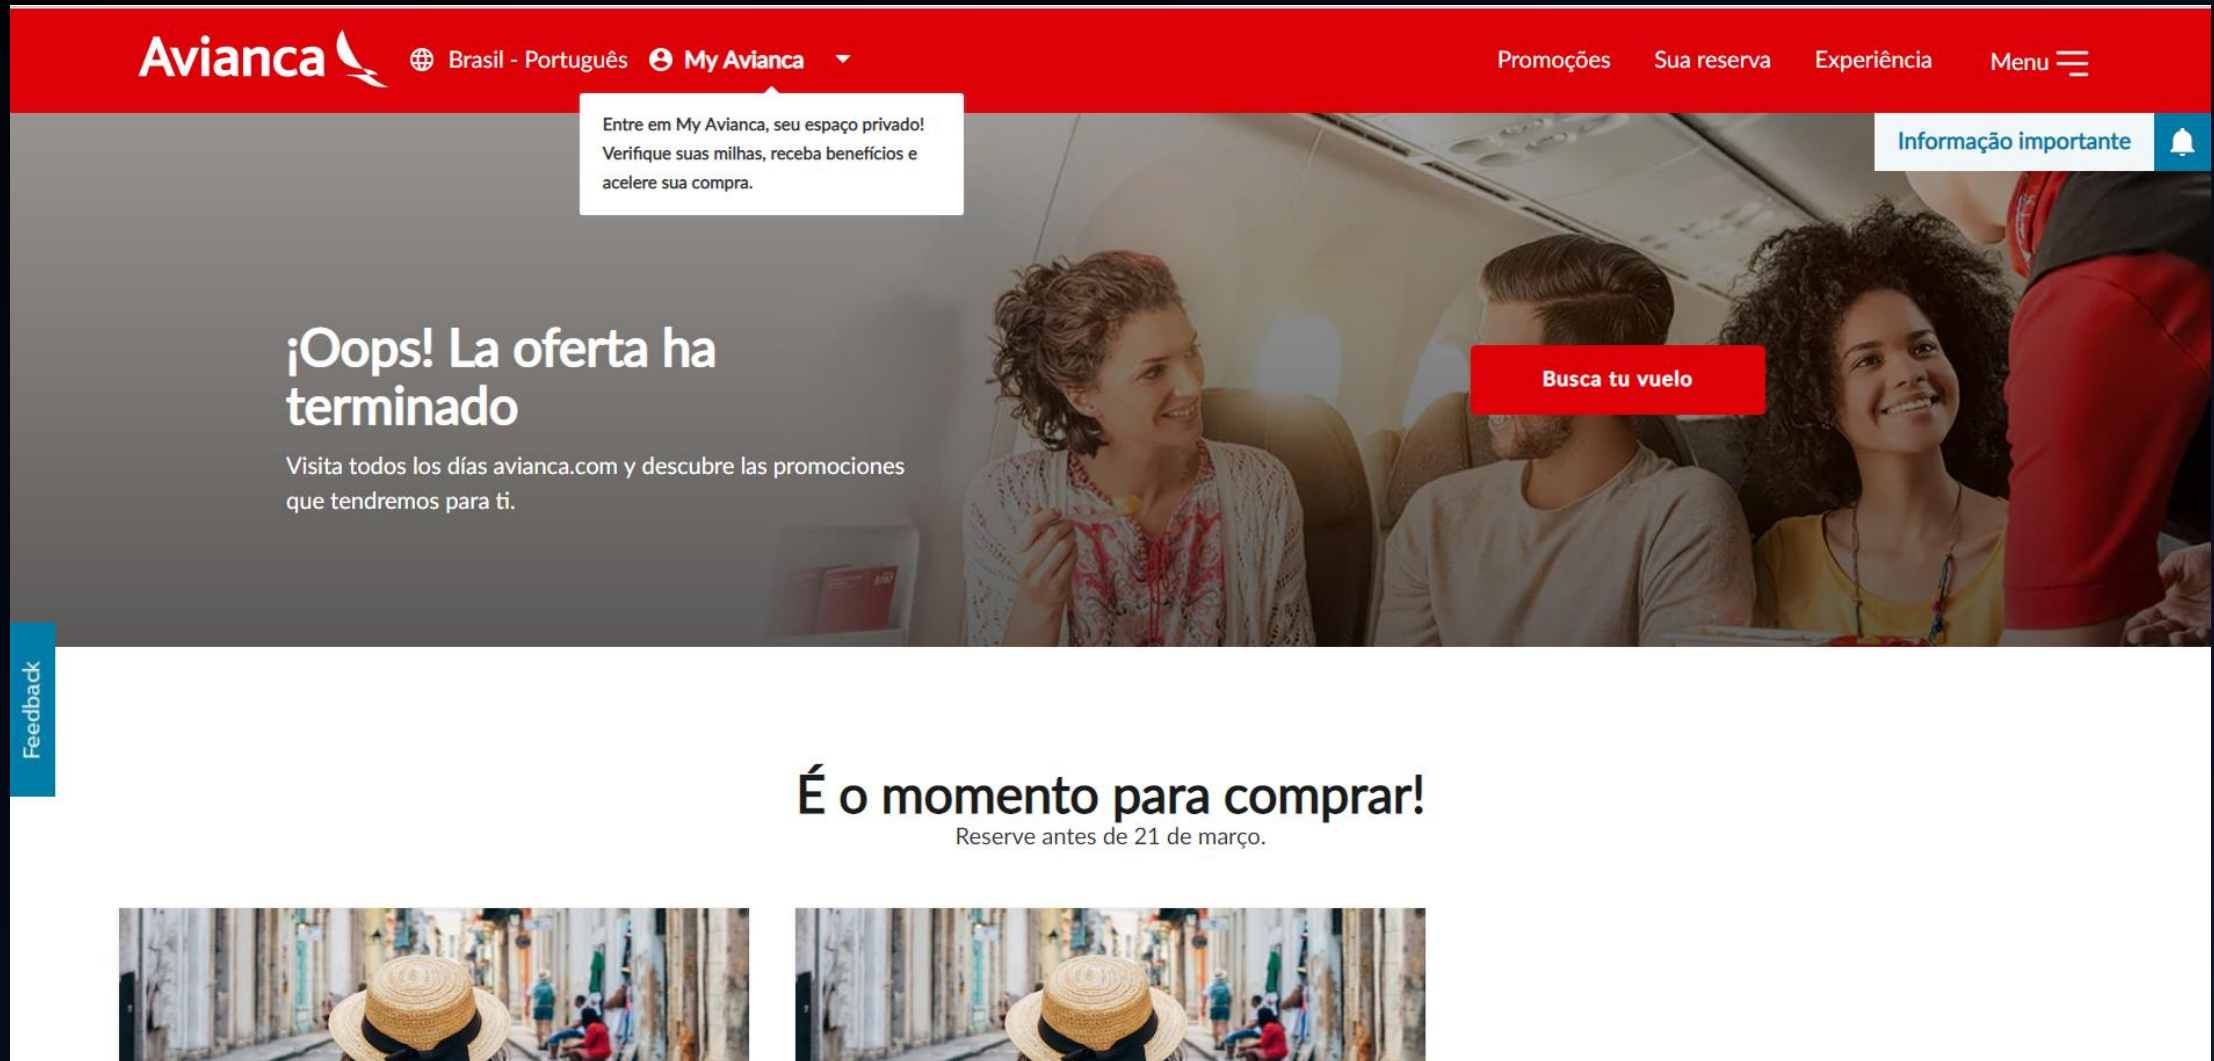 Avianca
Brasil - Português
My Avianca
Promoções
Sua reserva
Experiência
Menu
Entre em My Avianca, seu espaço privado!
Verifique suas milhas, receba benefícios e
acelere sua compra.
Informação importante
¡Oops! La oferta ha
terminado
Visita todos los días avianca.com y descubre las promociones
que tendremos para ti.
Busca tu vuelo
Feedback
É o momento para comprar!
Reserve antes de 21 de março.